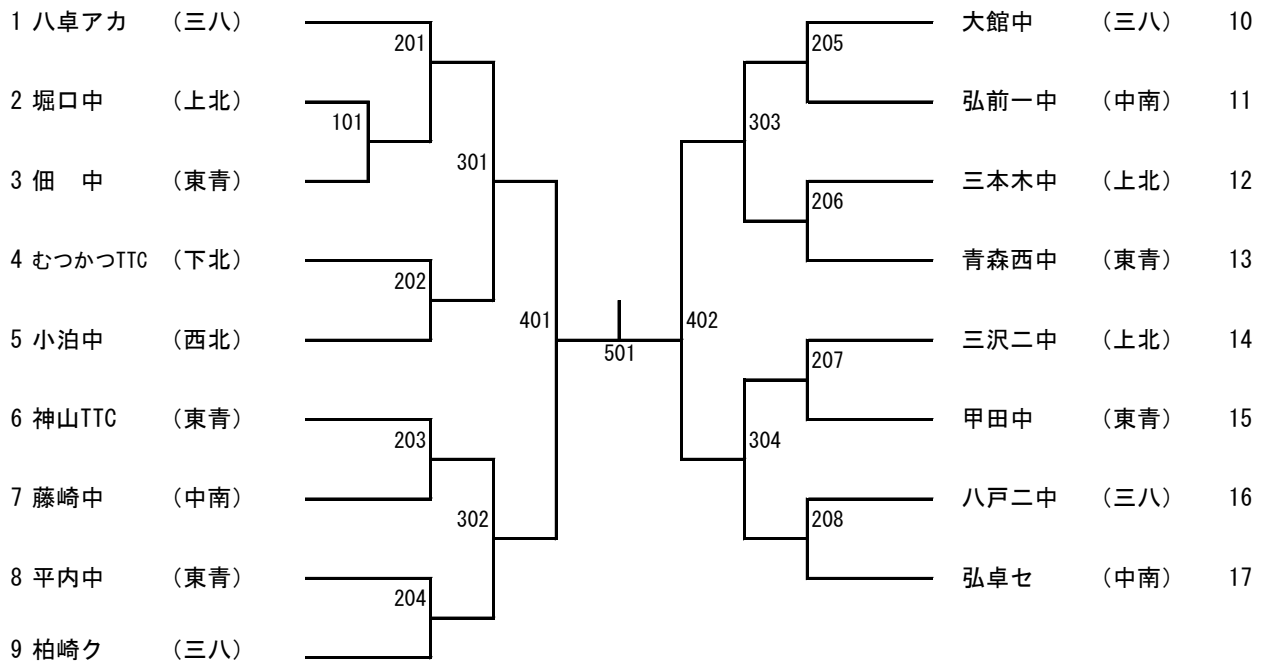 1 八卓アカ （三八）
201
2 堀口中 （上北）
101
3 佃　中 （東青）
301
4 むつかつTTC （下北）
202
5 小泊中 （西北）
401
6 神山TTC （東青）
203
7 藤崎中 （中南）
302
8 平内中 （東青）
204
9 柏崎ク （三八）
501
大館中 （三八） 10
205
弘前一中 （中南） 11
303
三本木中 （上北） 12
206
青森西中 （東青） 13
402
三沢二中 （上北） 14
207
甲田中 （東青） 15
304
八戸二中 （三八） 16
208
弘卓セ （中南） 17